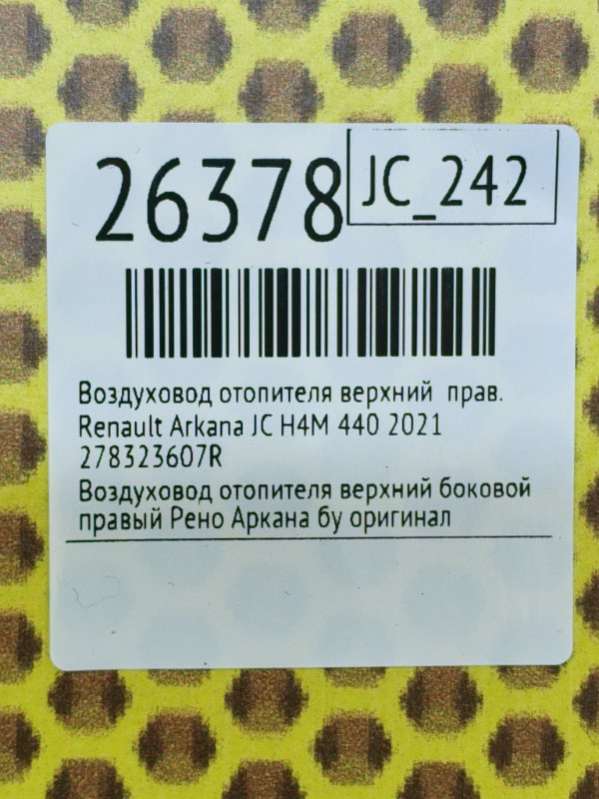 26378
JC_242
Воздуховод отопителя верхний прав.
Renault Arkana JC H4M 440 2021
278323607R
Воздуховод отопителя верхний боковой
правый Рено Аркана бу оригинал